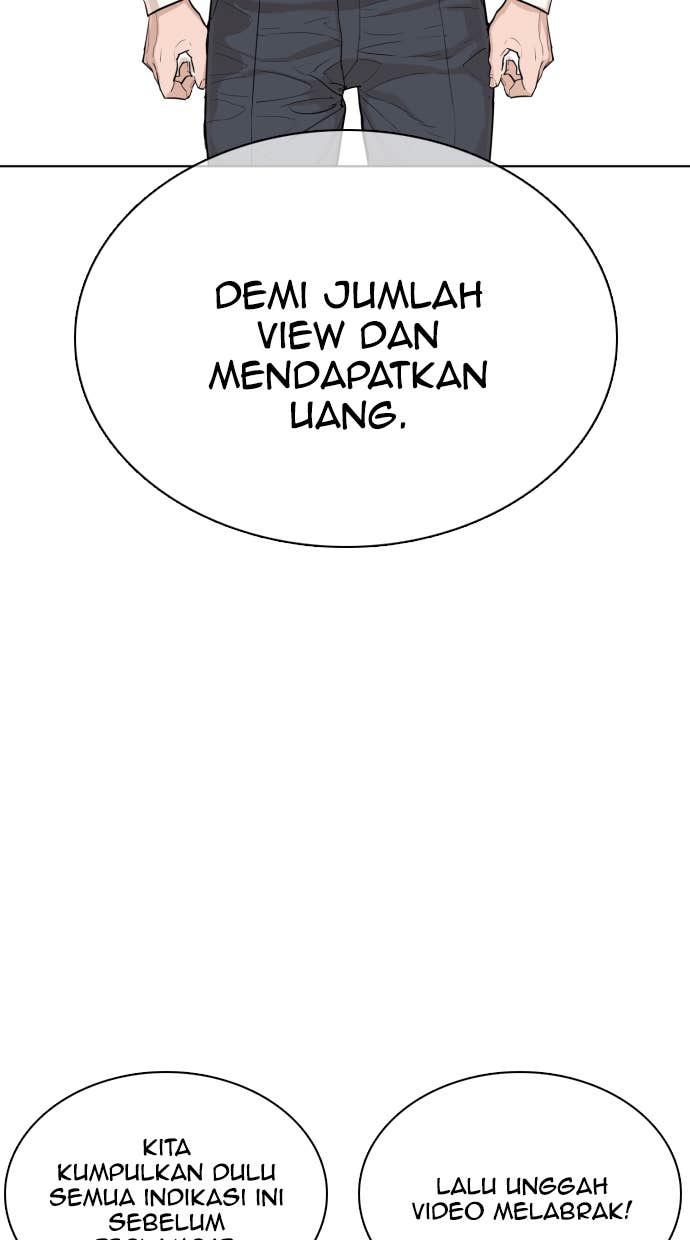 DEMI JUMLAH
VIEW DAN
MENDAPATKAN
UANG.
KITA
KUMPULKAN DULU
SEMUA INDIKASI INI
SEBELUM
LALU UNGGAH
VIDEO MELABRAK!